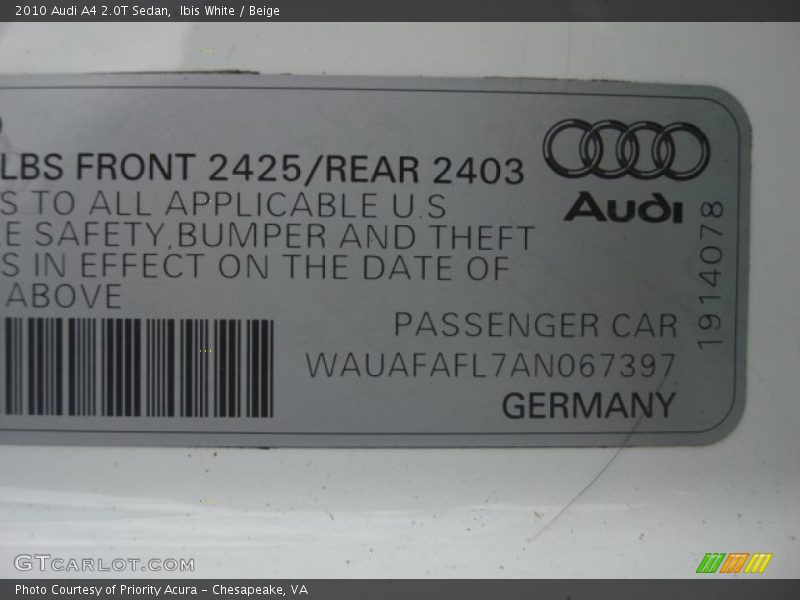 2010 Audi A4 2.0T Sedan,  Ibis White / Beige
LBS FRONT 2425/REAR 2403
S TO ALL APPLICABLE U.S
E SAFETY,BUMPER AND THEFT
S IN EFFECT ON THE DATE OF
ABOVE
Audi
1914078
PASSENGER CAR
WAUAFAFL7AN067397
GERMANY
GTCARLOT.COM
Photo Courtesy of Priority Acura – Chesapeake, VA